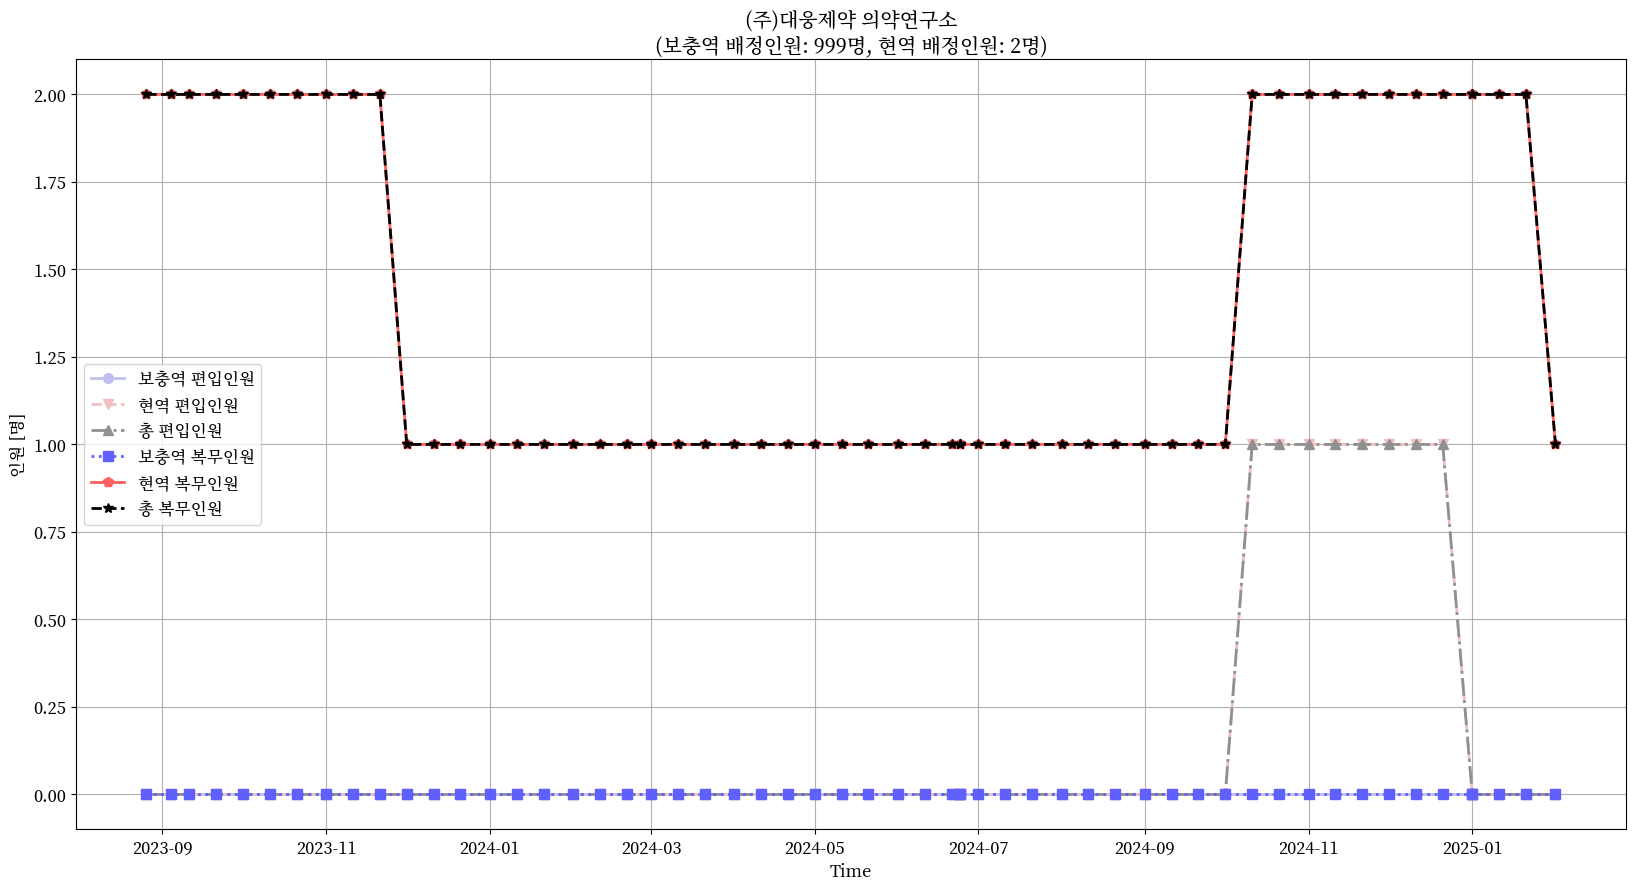 (주)대웅제약 의약연구소
(보충역 배정인원: 999명, 현역 배정인원: 2명)
인원 [명]
2.00
1.75
1.50
1.25
1.00
0.75
0.50
0.25
0.00
보충역 편입인원
현역 편입인원
총 편입인원
보충역 복무인원
현역 복무인원
총 복무인원
2023-09
2023-11
2024-01
2024-03
2024-05
2024-07
2024-09
2024-11
2025-01
Time